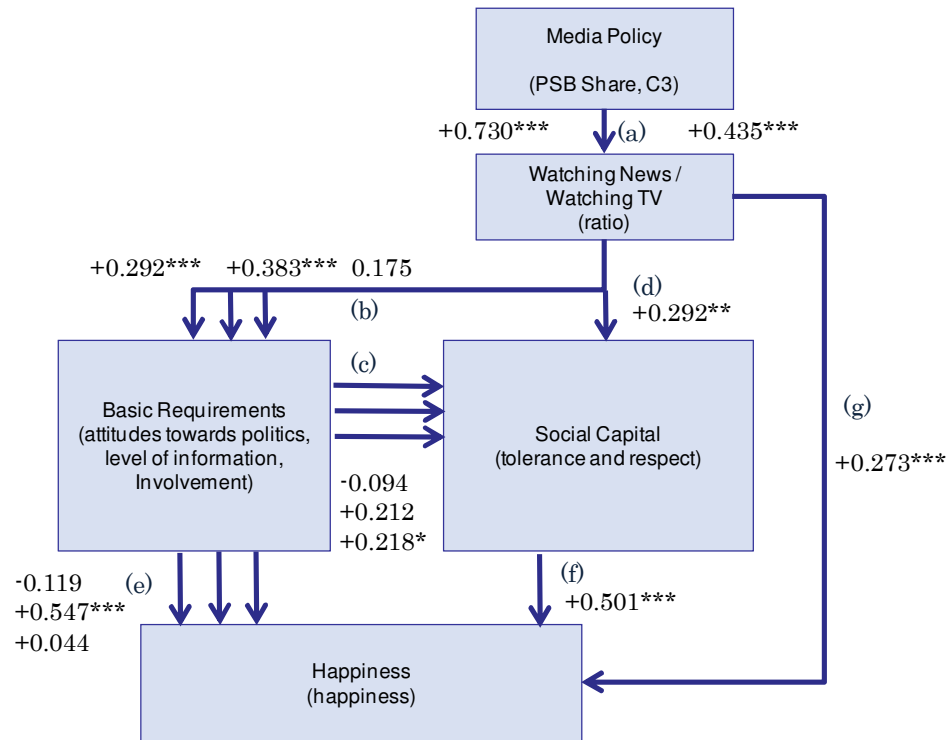 Media Policy
(PSB Share, C3)
+0.730*** (a) +0.435***
Watching News /
Watching TV
(ratio)
+0.292*** +0.383*** 0.175
(b)
(d)
+0.292**
(c)
Basic Requirements
(attitudes towards politics,
level of information,
Involvement)
Social Capital
(tolerance and respect)
(g)
+0.273***
-0.094
+0.212
+0.218*
(e)
-0.119
+0.547***
+0.044
(f)
+0.501***
Happiness
(happiness)